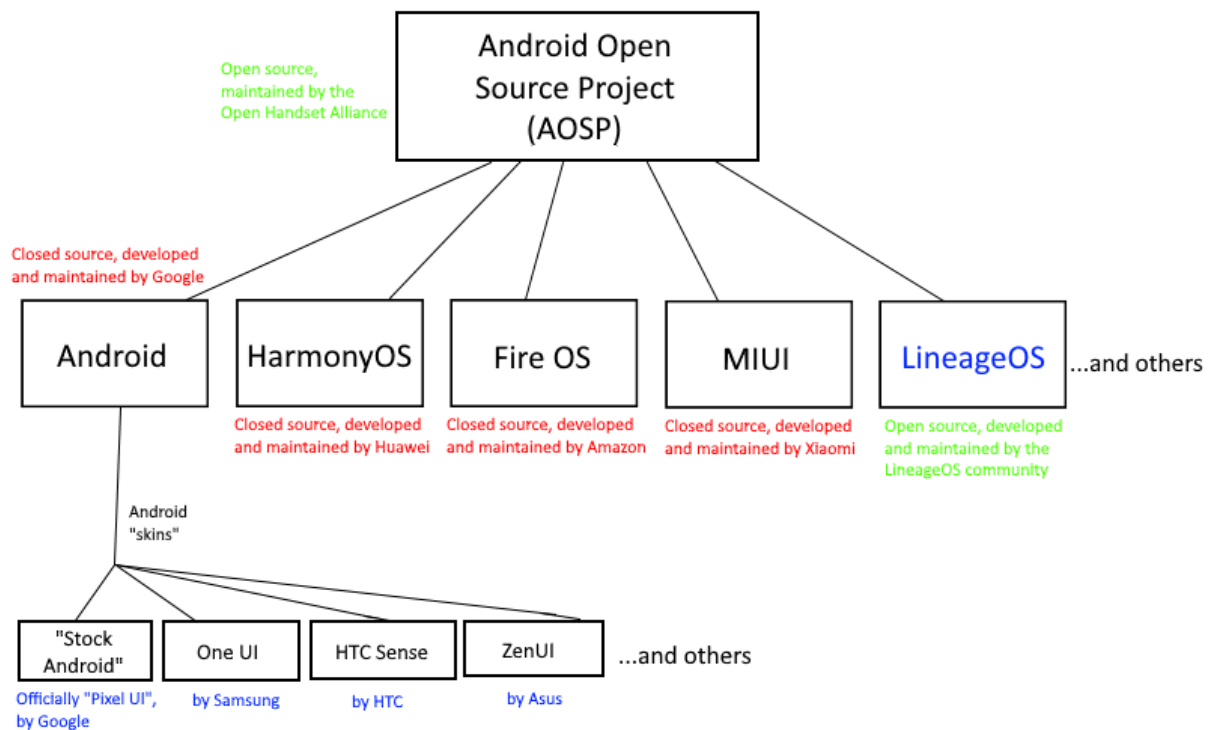 Android Open
Source Project
(AOSP)
Open source,
maintained by the
Open Handset Alliance
Closed source, developed
and maintained by Google
Android
HarmonyOS
Fire OS
MIUI
LineageOS
...and others
Closed source, developed
and maintained by Huawei
Closed source, developed
and maintained by Amazon
Closed source, developed
and maintained by Xiaomi
Open source, developed
and maintained by the
LineageOS community
Android
"skins"
"Stock
Android"
One UI
HTC Sense
ZenUI
...and others
Officially "Pixel UI",
by Google
by Samsung
by HTC
by Asus